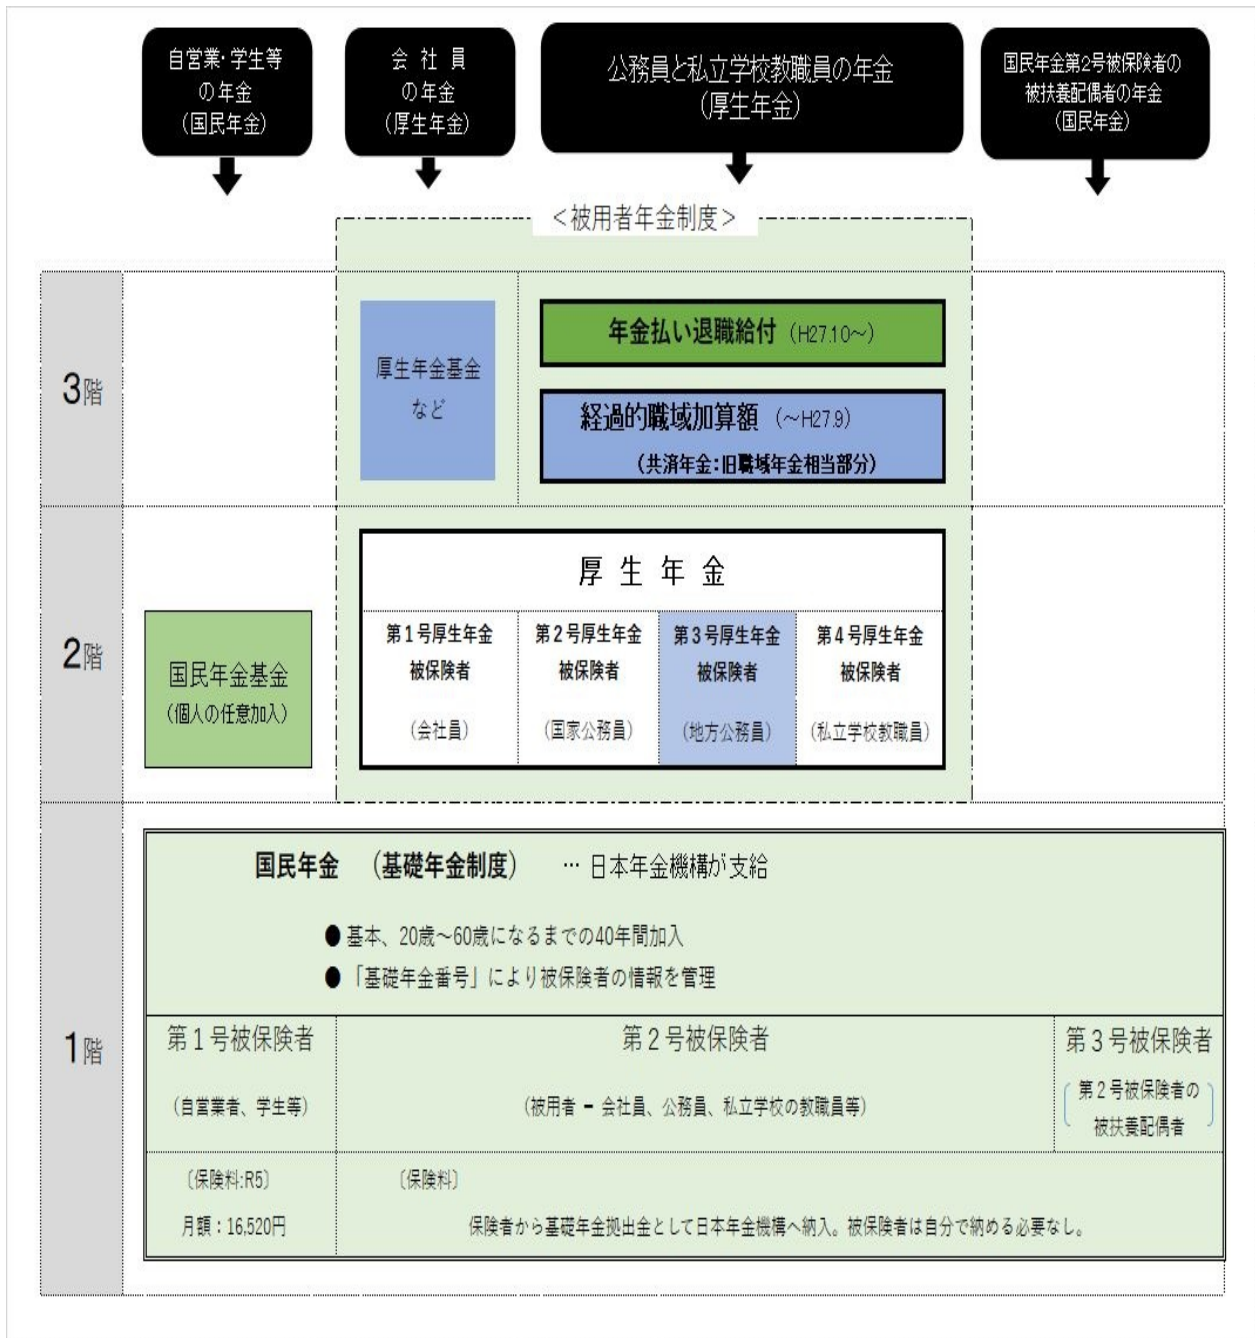 自営業・学生等
の年金
(国民年金)
会社員
の年金
(厚生年金)
公務員と私立学校教職員の年金
(厚生年金)
国民年金第2号被保険者の
被扶養配偶者の年金
(国民年金)
＜被用者年金制度＞
3階
厚生年金基金
など
年金払い退職給付（H27.10～）
経過的職域加算額（～H27.9）
（共済年金：旧職域年金相当部分）
2階
国民年金基金
（個人の任意加入）
厚生年金
第１号厚生年金
被保険者
（会社員）
第２号厚生年金
被保険者
（国家公務員）
第３号厚生年金
被保険者
（地方公務員）
第４号厚生年金
被保険者
（私立学校教職員）
1階
国民年金　（基礎年金制度）　… 日本年金機構が支給
● 基本、20歳～60歳になるまでの40年間加入
● 「基礎年金番号」により被保険者の情報を管理
第１号被保険者
（自営業者、学生等）
第２号被保険者
（被用者 － 会社員、公務員、私立学校の教職員等）
第３号被保険者
第２号被保険者の
被扶養配偶者
〔保険料:R5〕
月額：16,520円
〔保険料〕
保険者から基礎年金拠出金として日本年金機構へ納入。被保険者は自分で納める必要なし。